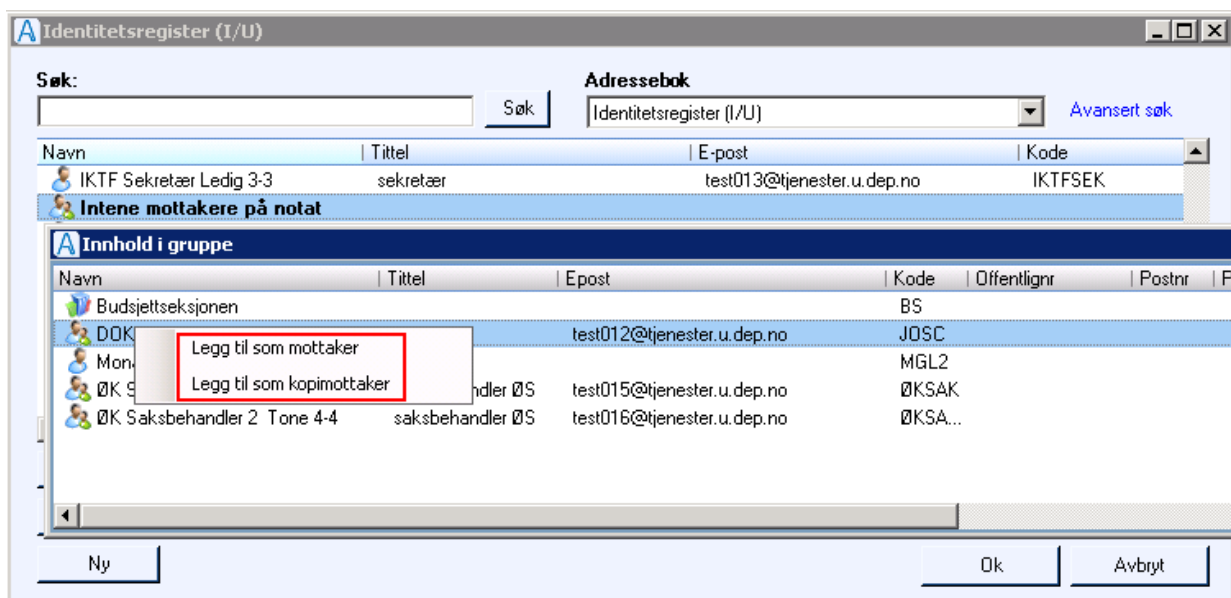 Identitetsregister (I/U)
Søk:
Adressebok
Søk
Identitetsregister (I/U)
Avansert søk
Navn Tittel E-post Kode
IKTF Sekretær Ledig 3-3 sekretær test013@tjenester.u.dep.no IKTFSEK
Intene mottakere på notat
Innhold i gruppe
Navn Tittel Epost Kode Offentlignr Postnr
Budsjettseksjonen BS
test012@tjenester.u.dep.no JOSC
Legg til som mottaker
MGL2
Legg til som kopimottaker
ØK test015@tjenester.u.dep.no ØKSAK
ØK Saksbehandler 2 Tone 4-4 saksbehandler ØS test016@tjenester.u.dep.no ØKSA...
Ny Ok Avbryt